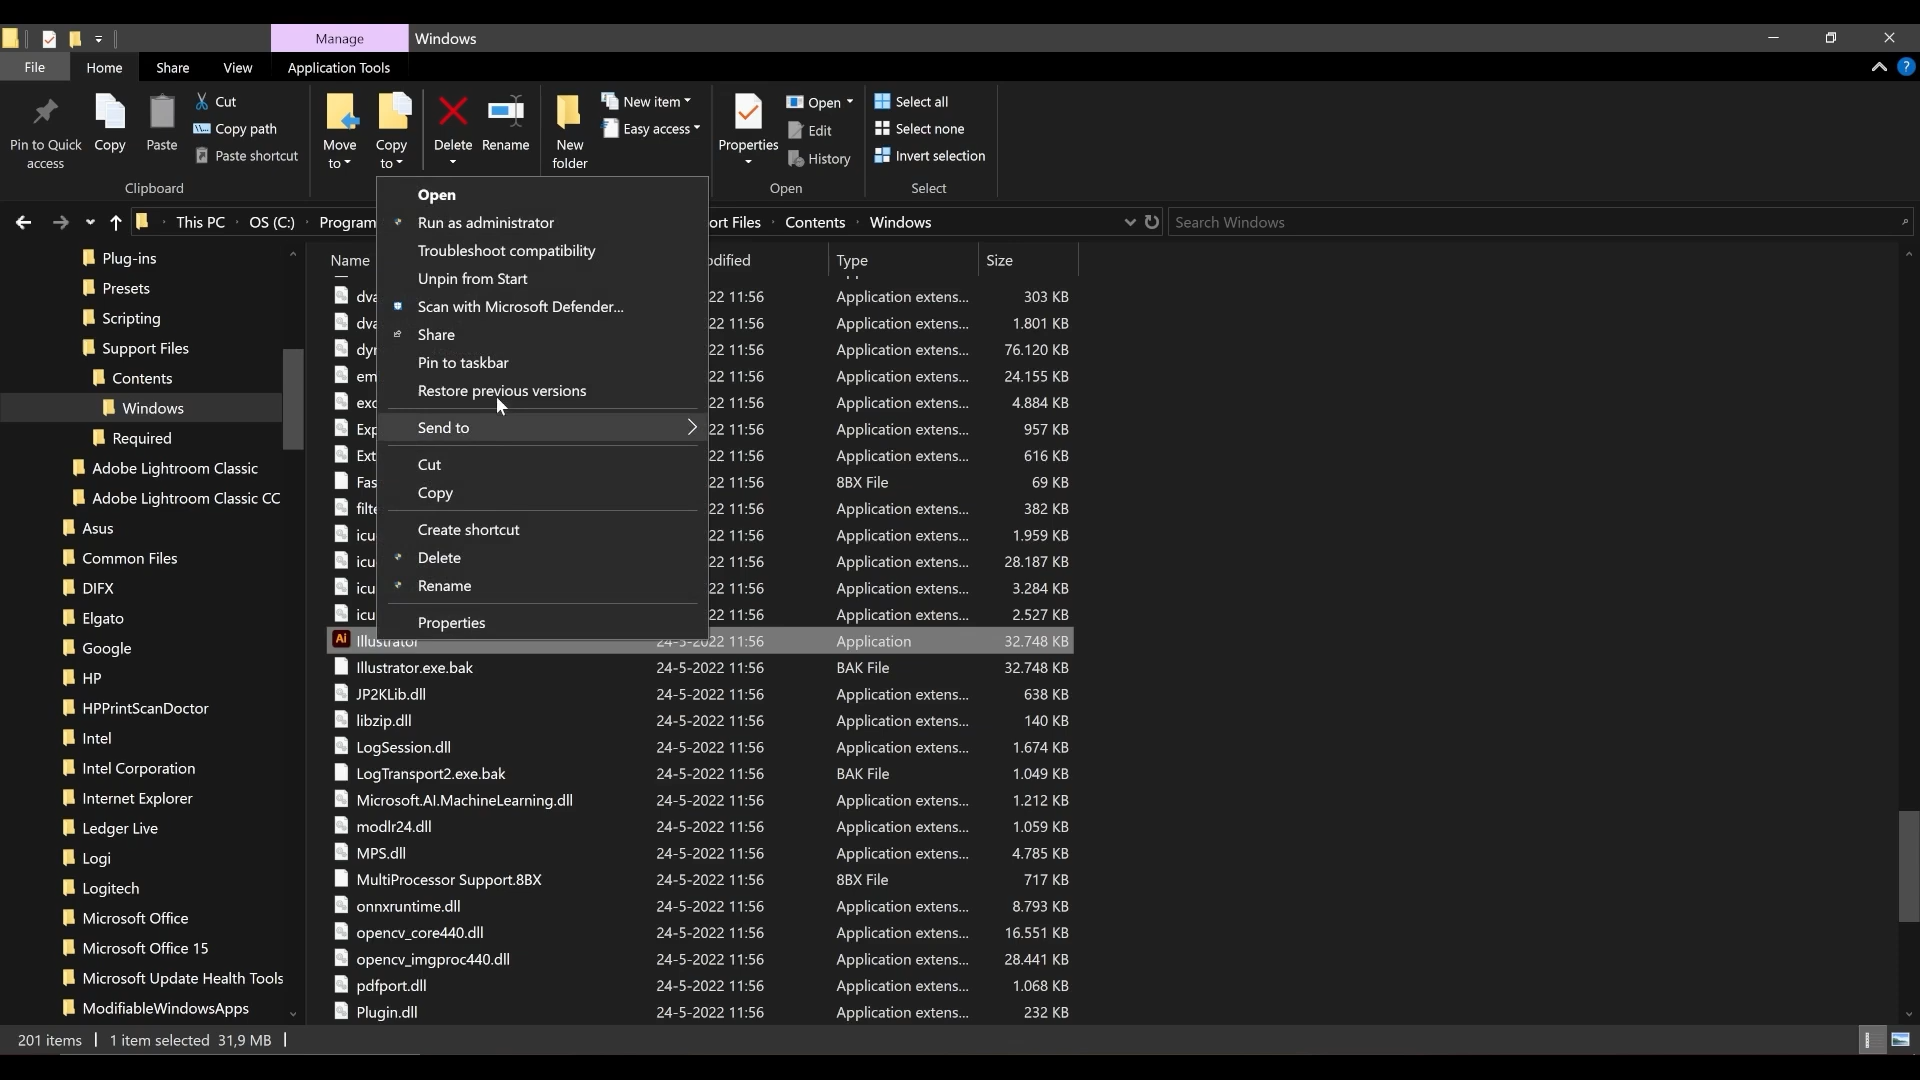 Manage Windows
File Home Share View Application Tools
Pin to Quick access
Copy
Paste
Cut
Copy path
Paste shortcut
Clipboard
Move to
Copy to
Delete
Rename
New folder
New item
Easy access
Properties
Open
Edit
History
Open
Select all
Select none
Invert selection
Select
This PC OS (C:) Program ort Files Contents Windows
Search Windows
Plug-ins
Presets
Scripting
Support Files
Contents
Windows
Required
Adobe Lightroom Classic
Adobe Lightroom Classic CC
Asus
Common Files
DIFX
Elgato
Google
HP
HPPrintScanDoctor
Intel
Intel Corporation
Internet Explorer
Ledger Live
Logi
Logitech
Microsoft Office
Microsoft Office 15
Microsoft Update Health Tools
ModifiableWindowsApps
Open
Run as administrator
Troubleshoot compatibility
Unpin from Start
Scan with Microsoft Defender...
Share
Pin to taskbar
Restore previous versions
Send to
Cut
Copy
Create shortcut
Delete
Rename
Properties
Name odified Type Size
dva 22 11:56 Application extens... 303 KB
dva 22 11:56 Application extens... 1.801 KB
dyn 22 11:56 Application extens... 76.120 KB
em 22 11:56 Application extens... 24.155 KB
exc 22 11:56 Application extens... 4.884 KB
Exp 22 11:56 Application extens... 957 KB
Ext 22 11:56 Application extens... 616 KB
Fas 22 11:56 8BX File 69 KB
filte 22 11:56 Application extens... 382 KB
icu 22 11:56 Application extens... 1.959 KB
icu 22 11:56 Application extens... 28.187 KB
icu 22 11:56 Application extens... 3.284 KB
icu 22 11:56 Application extens... 2.527 KB
Ai Illustrator 24-5-2022 11:56 Application 32.748 KB
Illustrator.exe.bak 24-5-2022 11:56 BAK File 32.748 KB
JP2KLib.dll 24-5-2022 11:56 Application extens... 638 KB
libzip.dll 24-5-2022 11:56 Application extens... 140 KB
LogSession.dll 24-5-2022 11:56 Application extens... 1.674 KB
LogTransport2.exe.bak 24-5-2022 11:56 BAK File 1.049 KB
Microsoft.AI.MachineLearning.dll 24-5-2022 11:56 Application extens... 1.212 KB
modlr24.dll 24-5-2022 11:56 Application extens... 1.059 KB
MPS.dll 24-5-2022 11:56 Application extens... 4.785 KB
MultiProcessor Support.8BX 24-5-2022 11:56 8BX File 717 KB
onnxruntime.dll 24-5-2022 11:56 Application extens... 8.793 KB
opencv_core440.dll 24-5-2022 11:56 Application extens... 16.551 KB
opencv_imgproc440.dll 24-5-2022 11:56 Application extens... 28.441 KB
pdfport.dll 24-5-2022 11:56 Application extens... 1.068 KB
Plugin.dll 24-5-2022 11:56 Application extens... 232 KB
201 items 1 item selected 31,9 MB